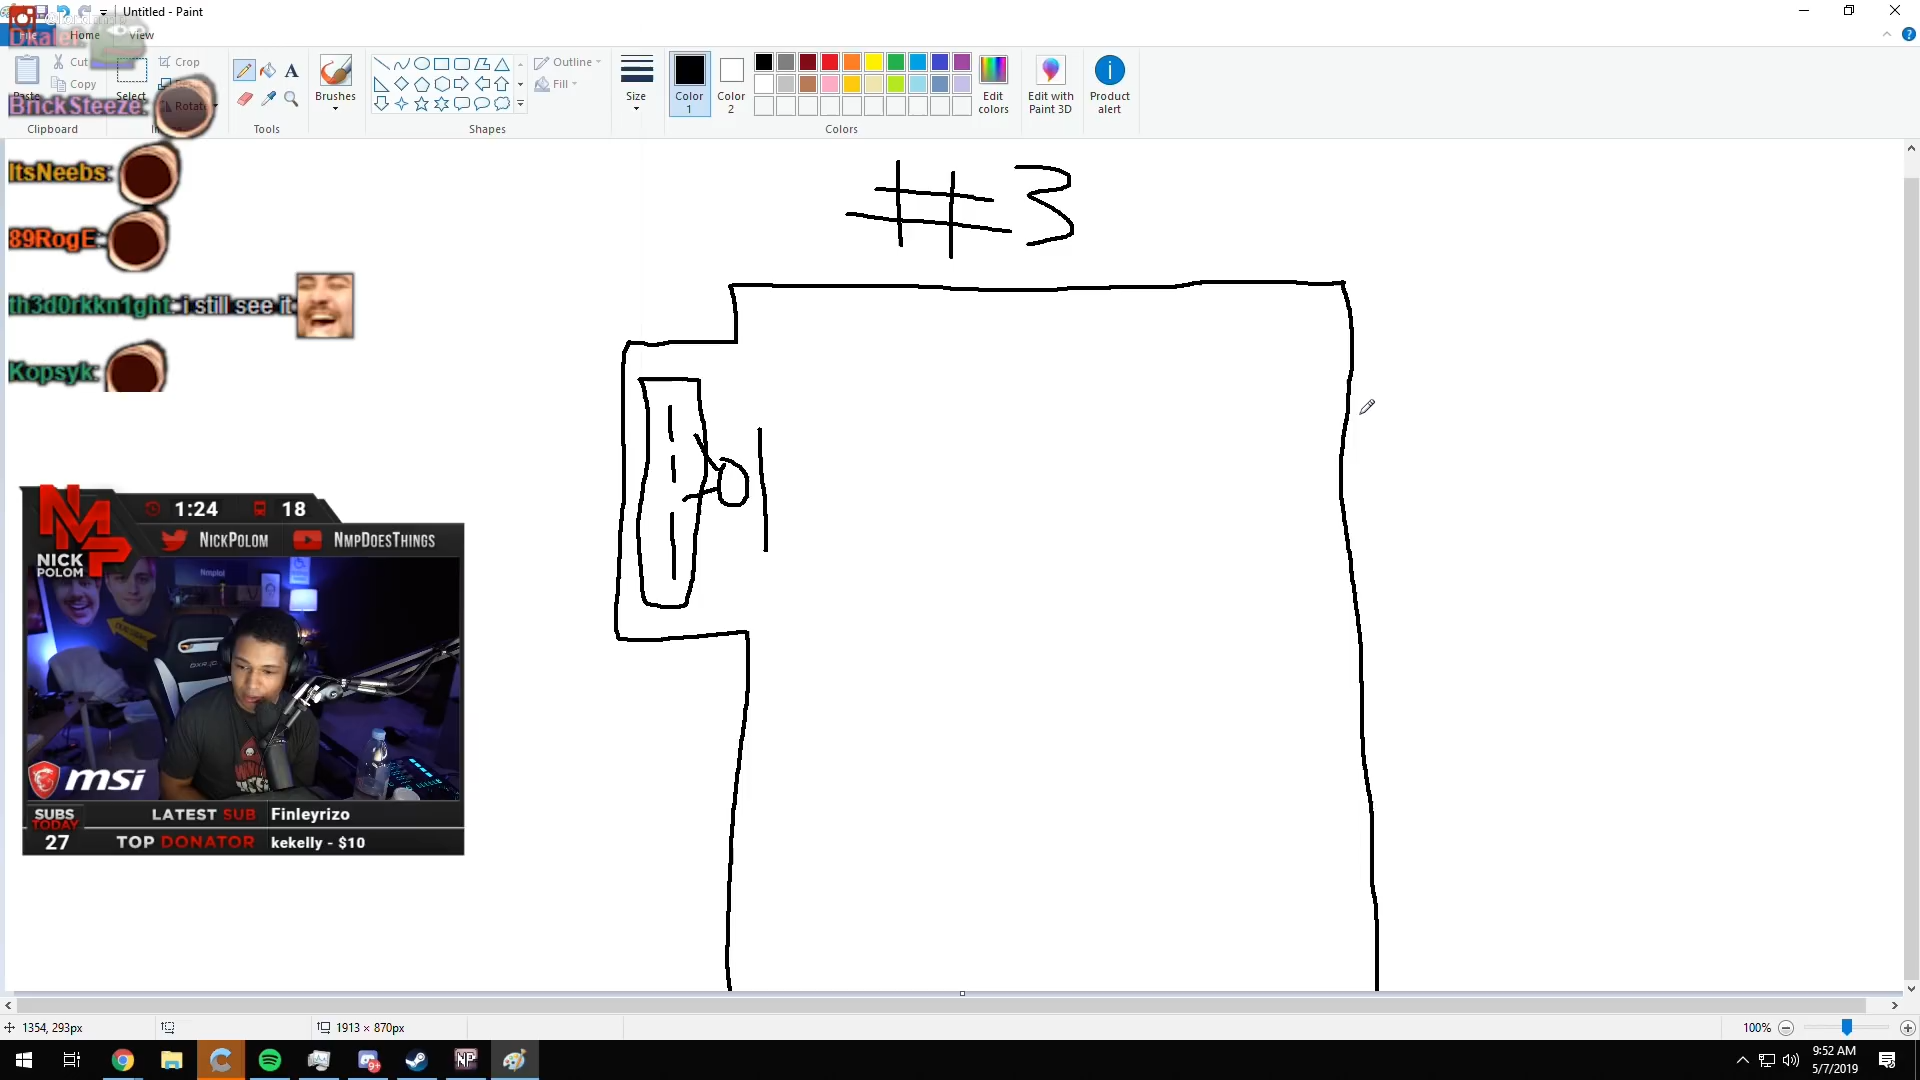 Untitled - Paint
File Home View
Paste
Cut
Copy
Select
Crop
Rotate
Brushes
Outline
Fill
Size
Color 1
Color 2
Edit colors
Edit with Paint 3D
Product alert
Clipboard
Tools
Shapes
Colors
Dkaler:
BrickSteeze:
ItsNeebs:
89RogE:
th3d0rkkn1ght: i still see it
Kopsyk:
#3
1:24 18
NICK POLOM
NICKPOLOM NMPDOESTHINGS
msi
SUBS TODAY 27
LATEST SUB Finleyrizo
TOP DONATOR kekelly - $10
1354, 293px
1913 × 870px
100%
9:52 AM
5/7/2019